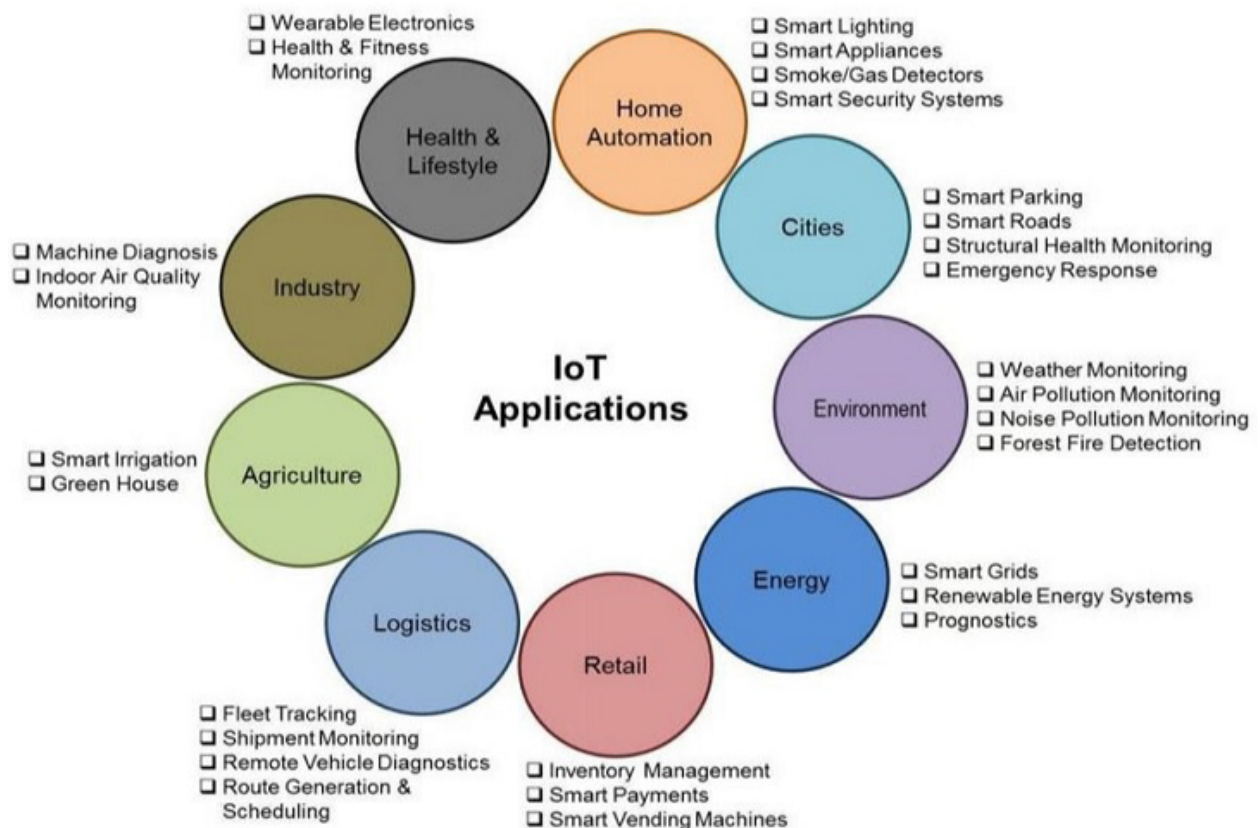 ❑ Wearable Electronics
❑ Health & Fitness
Monitoring
Health &
Lifestyle
Home
Automation
❑ Smart Lighting
❑ Smart Appliances
❑ Smoke/Gas Detectors
❑ Smart Security Systems
Cities
❑ Smart Parking
❑ Smart Roads
❑ Structural Health Monitoring
❑ Emergency Response
❑ Machine Diagnosis
❑ Indoor Air Quality
Monitoring
Industry
IoT
Applications
Environment
❑ Weather Monitoring
❑ Air Pollution Monitoring
❑ Noise Pollution Monitoring
❑ Forest Fire Detection
❑ Smart Irrigation
❑ Green House
Agriculture
Energy
❑ Smart Grids
❑ Renewable Energy Systems
❑ Prognostics
Logistics
❑ Fleet Tracking
❑ Shipment Monitoring
❑ Remote Vehicle Diagnostics
❑ Route Generation &
Scheduling
Retail
❑ Inventory Management
❑ Smart Payments
❑ Smart Vending Machines